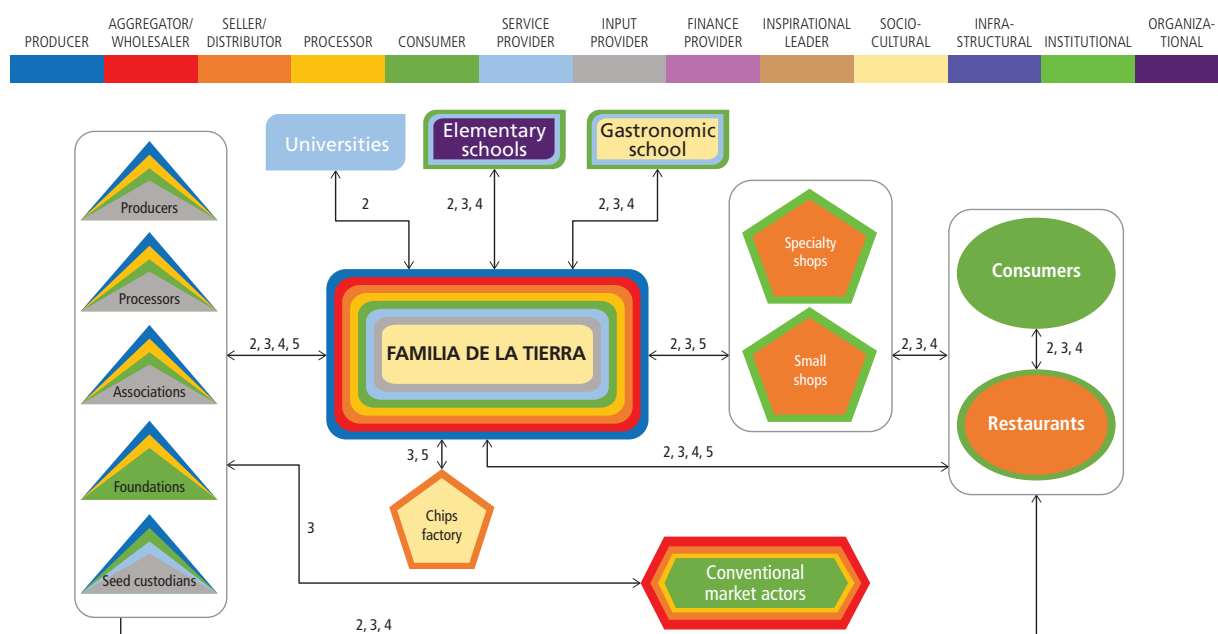 PRODUCER
AGGREGATOR/
WHOLESALER
SELLER/
DISTRIBUTOR
PROCESSOR
CONSUMER
SERVICE
PROVIDER
INPUT
PROVIDER
FINANCE
PROVIDER
INSPIRATIONAL
LEADER
SOCIO-
CULTURAL
INFRA-
STRUCTURAL
INSTITUTIONAL
ORGANIZA-
TIONAL
Universities
Elementary
schools
Gastronomic
school
2
2, 3, 4
2, 3, 4
Producers
Processors
Associations
Foundations
Seed custodians
2, 3, 4, 5
FAMILIA DE LA TIERRA
2, 3, 5
Specialty
shops
Small
shops
2, 3, 4
Consumers
2, 3, 4
Restaurants
3, 5
2, 3, 4, 5
Chips
factory
3
Conventional
market actors
2, 3, 4